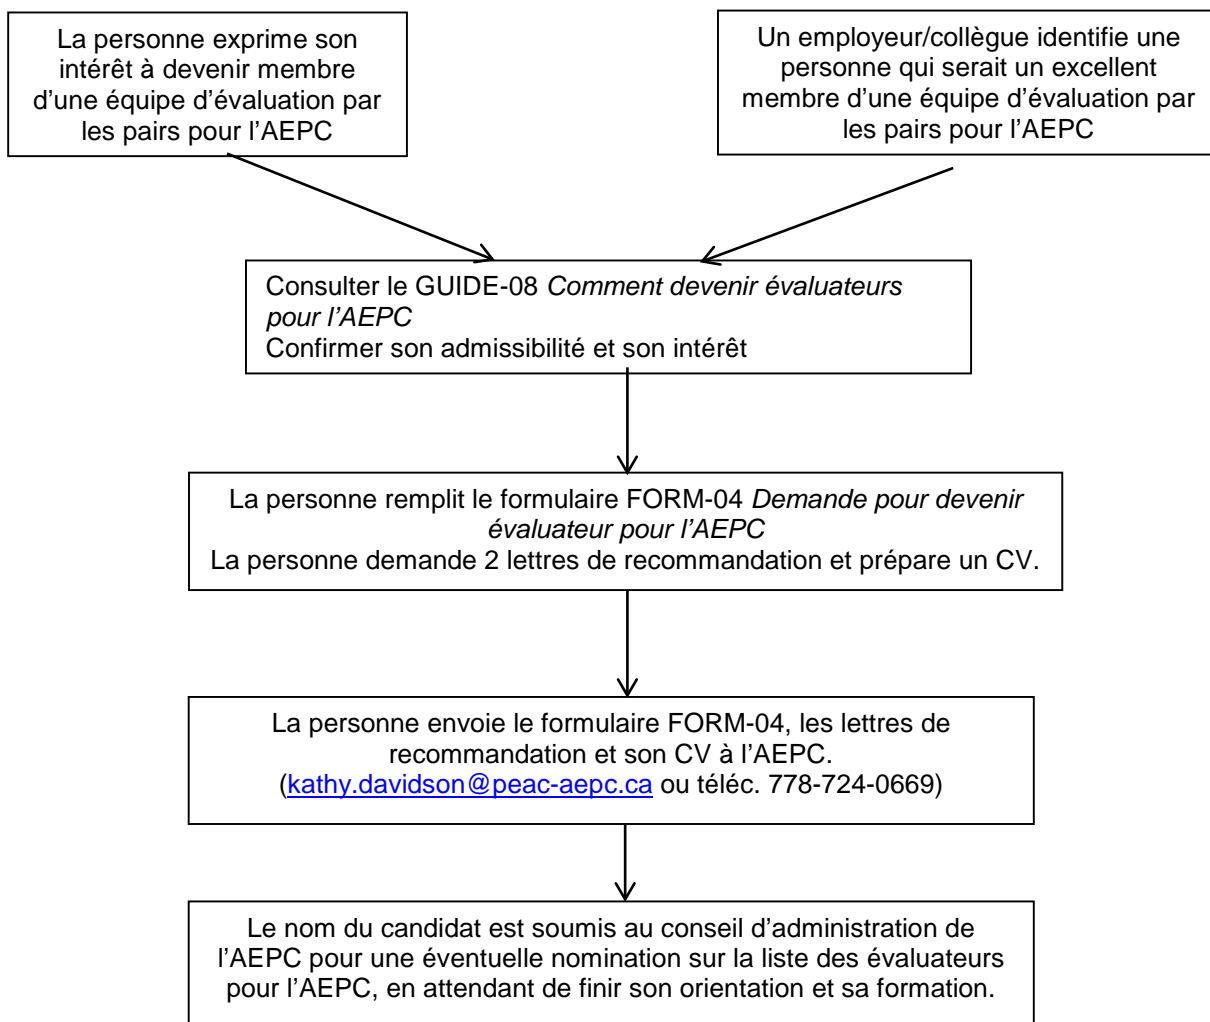 La personne exprime son
intérêt à devenir membre
d’une équipe d’évaluation par
les pairs pour l’AEPC
Un employeur/collègue identifie une
personne qui serait un excellent
membre d’une équipe d’évaluation par
les pairs pour l’AEPC
Consulter le GUIDE-08 Comment devenir évaluateurs
pour l’AEPC
Confirmer son admissibilité et son intérêt
La personne remplit le formulaire FORM-04 Demande pour devenir
évaluateur pour l’AEPC
La personne demande 2 lettres de recommandation et prépare un CV.
La personne envoie le formulaire FORM-04, les lettres de
recommandation et son CV à l’AEPC.
(kathy.davidson@peac-aepc.ca ou téléc. 778-724-0669)
Le nom du candidat est soumis au conseil d’administration de
l’AEPC pour une éventuelle nomination sur la liste des évaluateurs
pour l’AEPC, en attendant de finir son orientation et sa formation.